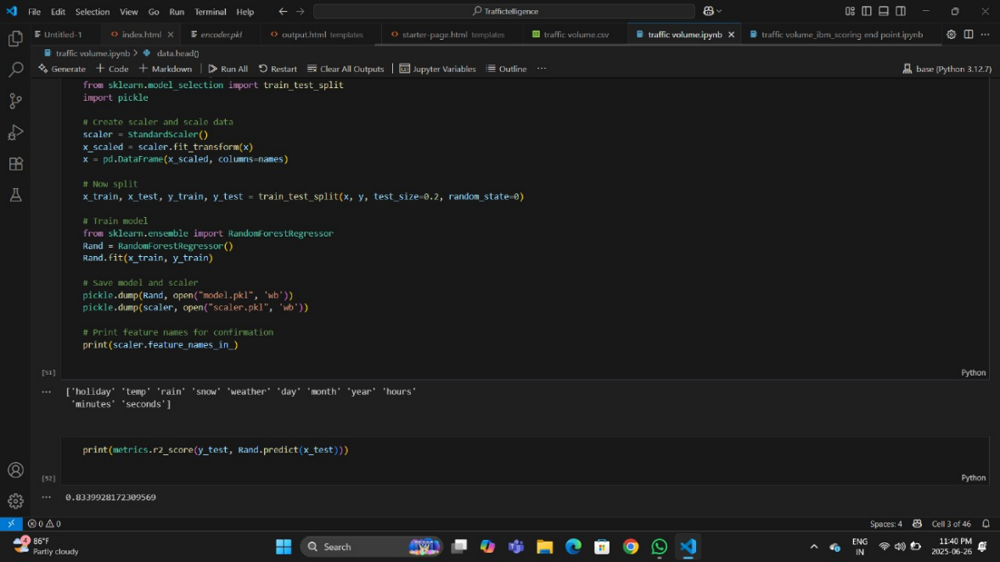 File Edit Selection View Go Run Terminal Help
Traffictelligence
Untitled-1 index.html encoder.pkl output.html templates starter-page.html templates traffic volume.csv traffic volume.ipynb traffic volume_ibm_scoring end point.ipynb
traffic volume.ipynb > data.head()
Generate + Code + Markdown Run All Restart Clear All Outputs Jupyter Variables Outline ... base (Python 3.12.7)
from sklearn.model_selection import train_test_split
import pickle
# Create scaler and scale data
scaler = StandardScaler()
x_scaled = scaler.fit_transform(x)
x = pd.DataFrame(x_scaled, columns=names)
# Now split
x_train, x_test, y_train, y_test = train_test_split(x, y, test_size=0.2, random_state=0)
# Train model
from sklearn.ensemble import RandomForestRegressor
Rand = RandomForestRegressor()
Rand.fit(x_train, y_train)
# Save model and scaler
pickle.dump(Rand, open("model.pkl", 'wb'))
pickle.dump(scaler, open("scaler.pkl", 'wb'))
# Print feature names for confirmation
print(scaler.feature_names_in_)
[51] Python
... ['holiday' 'temp' 'rain' 'snow' 'weather' 'day' 'month' 'year' 'hours'
'minutes' 'seconds']
print(metrics.r2_score(y_test, Rand.predict(x_test)))
[52] Python
... 0.8339928172309569
0 0 Spaces: 4 Cell 3 of 46
4 86°F
Partly cloudy
Search
ENG
IN
11:40 PM
2025-06-26